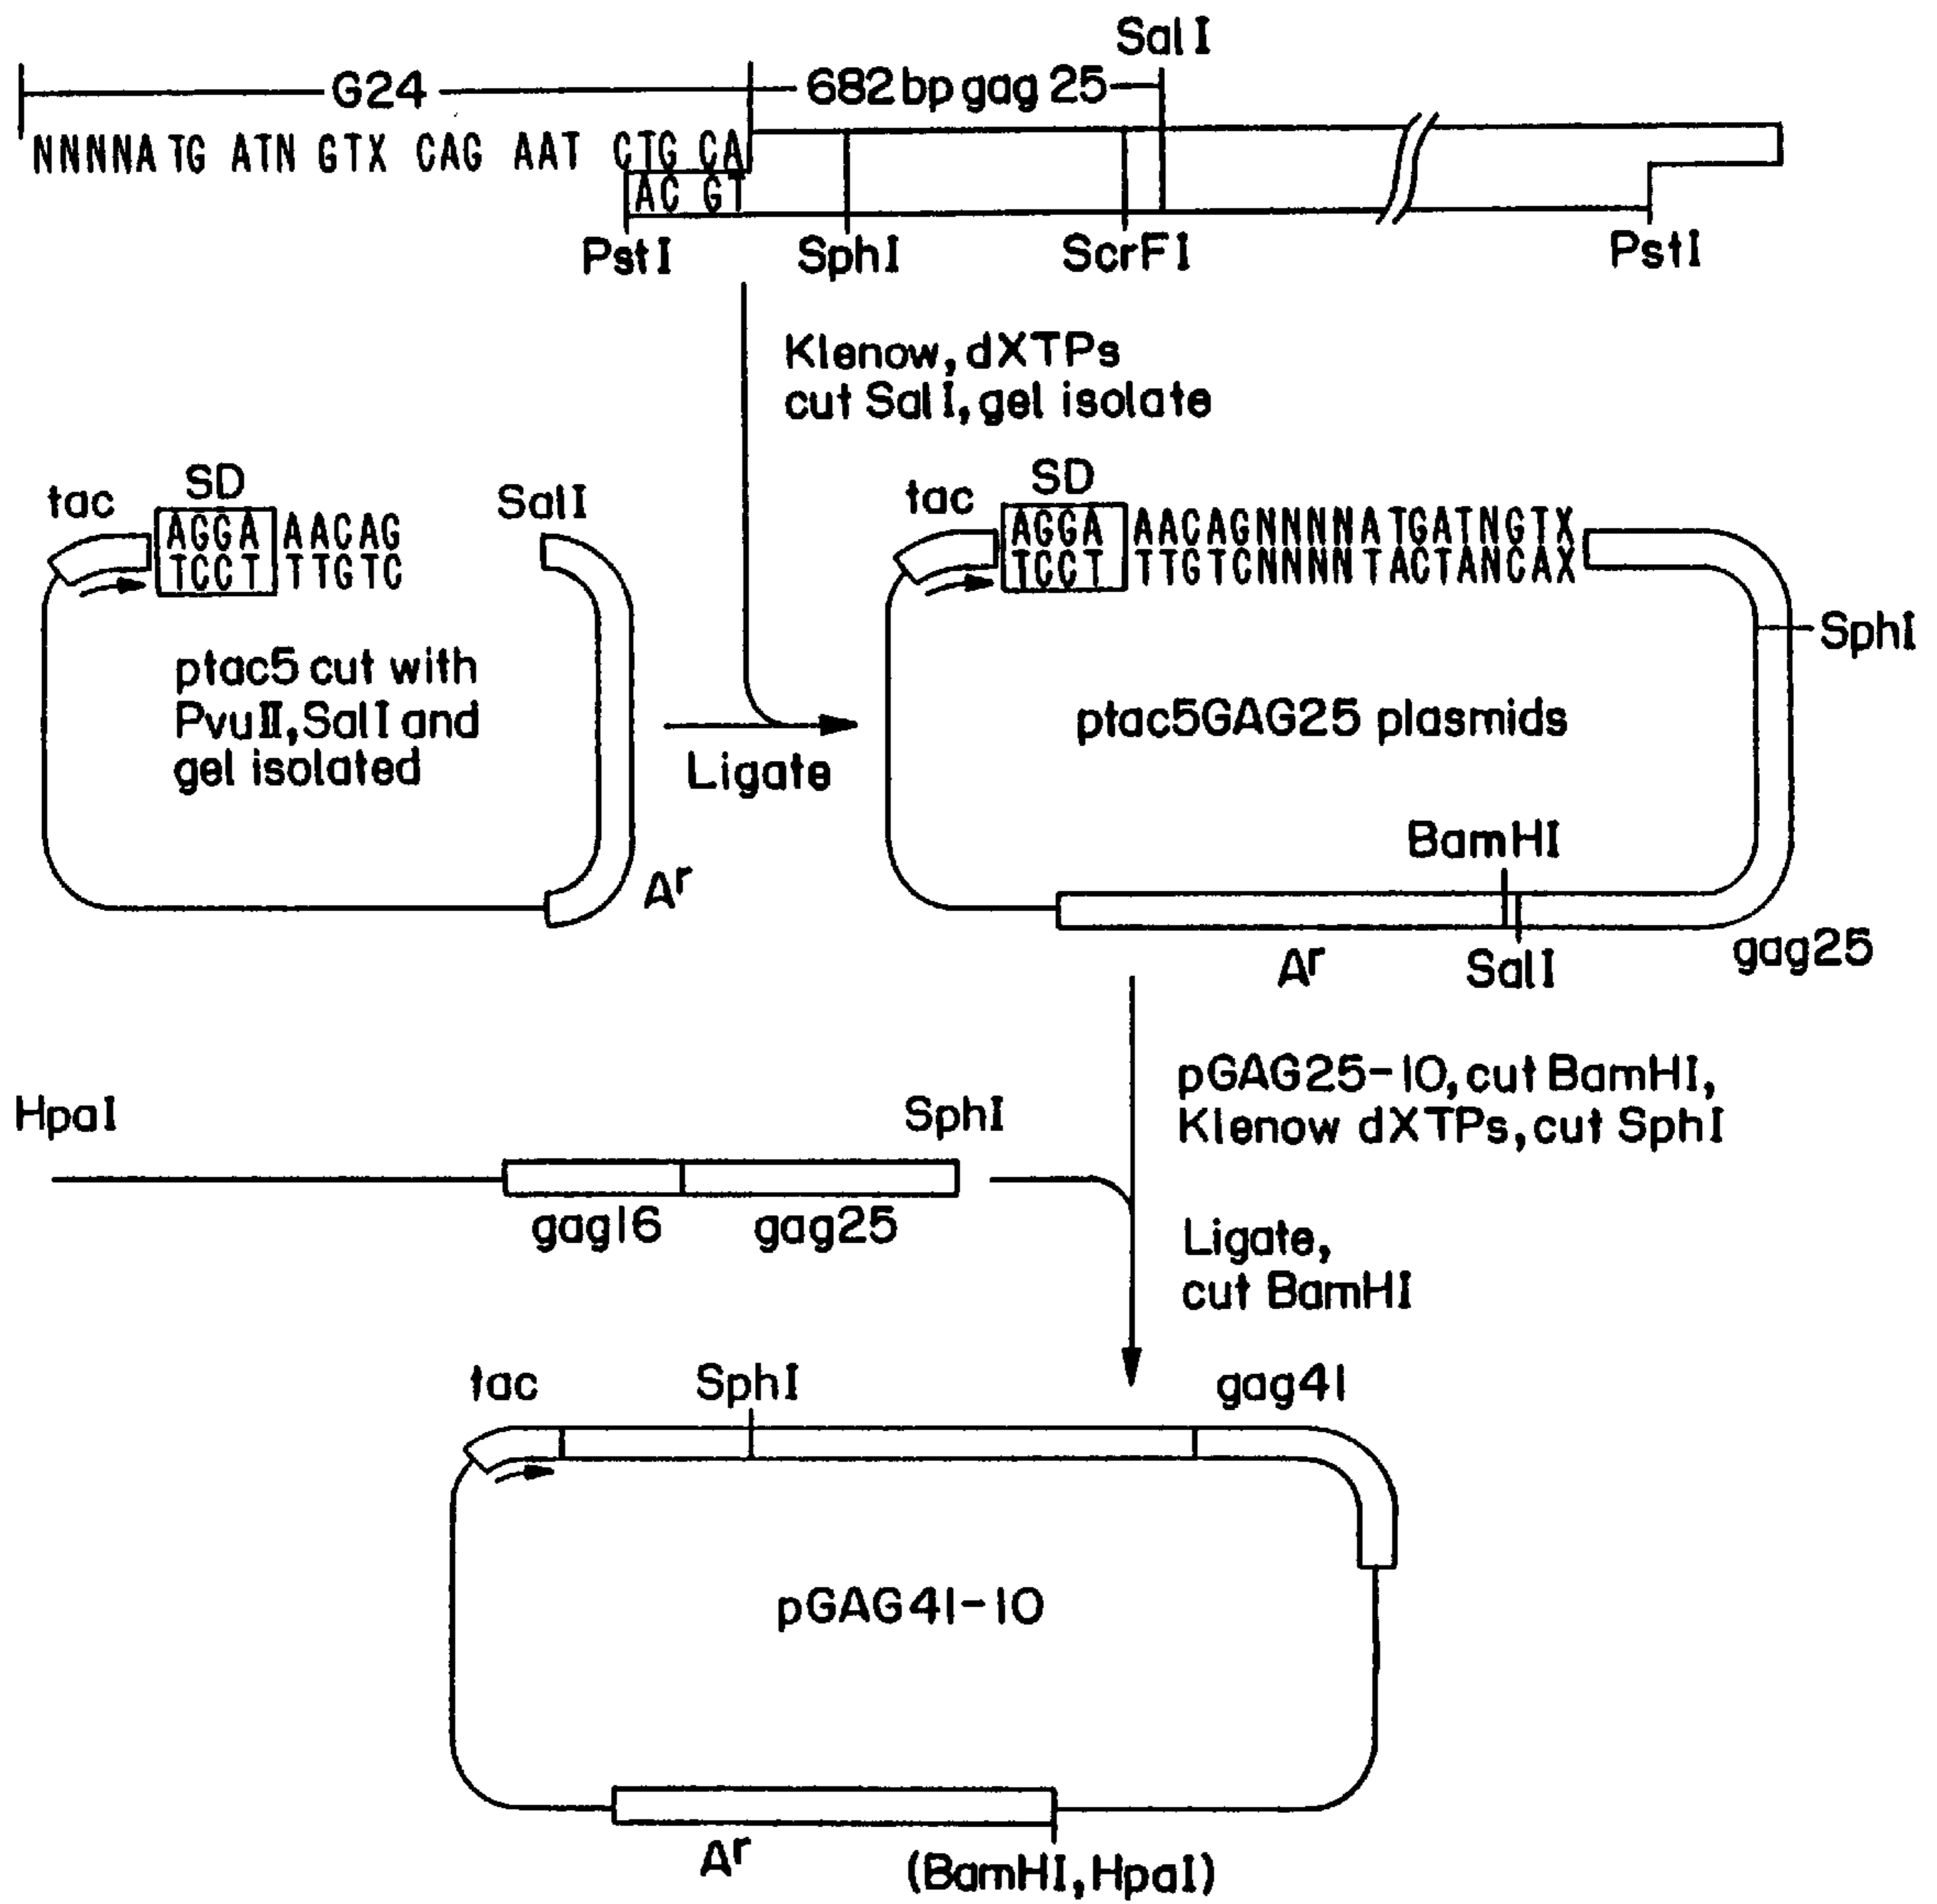 SalI
G24
682bp gag 25
NNNNATG ATN GTX CAG AAT CTG CA
AC GT
PstI
SphI
ScrFI
PstI
Klenow, dXTPs
cut SalI, gel isolate
tac
SD
AGGA AACAG
TCCT TTGTC
SalI
ptac5 cut with
PvuII, SalI and
gel isolated
Ar
Ligate
tac
SD
AGGA AACAGNNNNATGATNGTX
TCCT TTGTCNNNNTACTANCAX
SphI
ptac5GAG25 plasmids
BamHI
Ar
SalI
gag25
pGAG25-10, cut BamHI,
Klenow dXTPs, cut SphI
HpaI
SphI
gag16
gag25
Ligate,
cut BamHI
tac
SphI
gag41
pGAG41-10
Ar
(BamHI, HpaI)